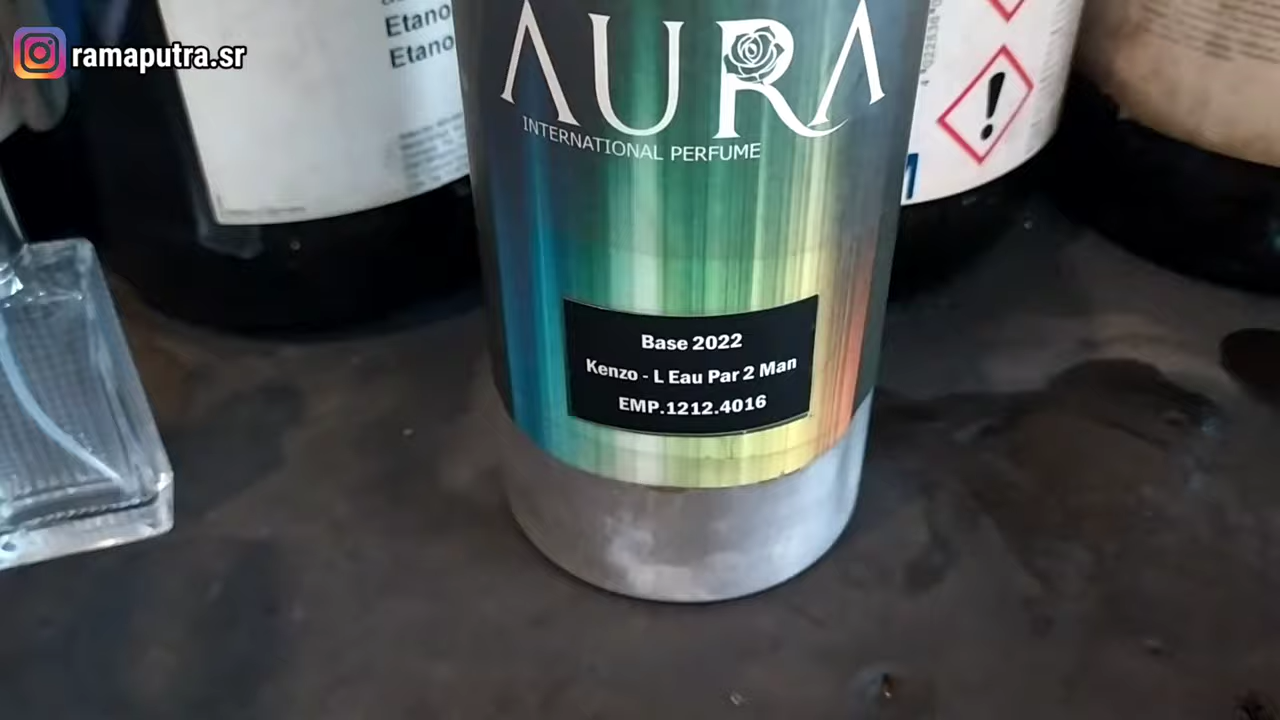 ramaputra.sr
Etano
Etano
AURA
INTERNATIONAL PERFUME
Base 2022
Kenzo - L Eau Par 2 Man
EMP.1212.4016